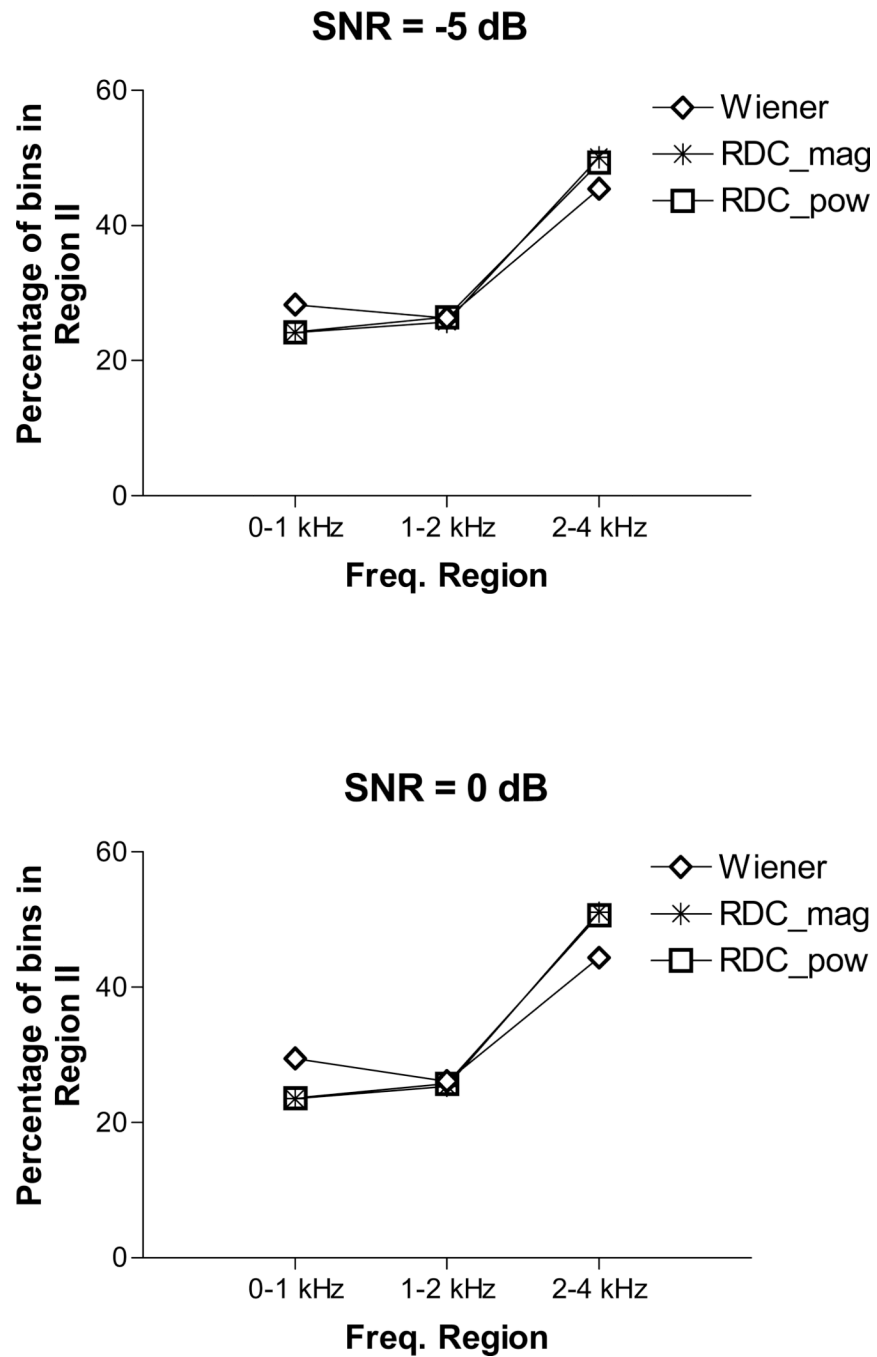 SNR = -5 dB
Percentage of bins in
Region II
60
40
20
0
0-1 kHz
1-2 kHz
2-4 kHz
Freq. Region
Wiener
RDC_mag
RDC_pow
SNR = 0 dB
Percentage of bins in
Region II
60
40
20
0
0-1 kHz
1-2 kHz
2-4 kHz
Freq. Region
Wiener
RDC_mag
RDC_pow